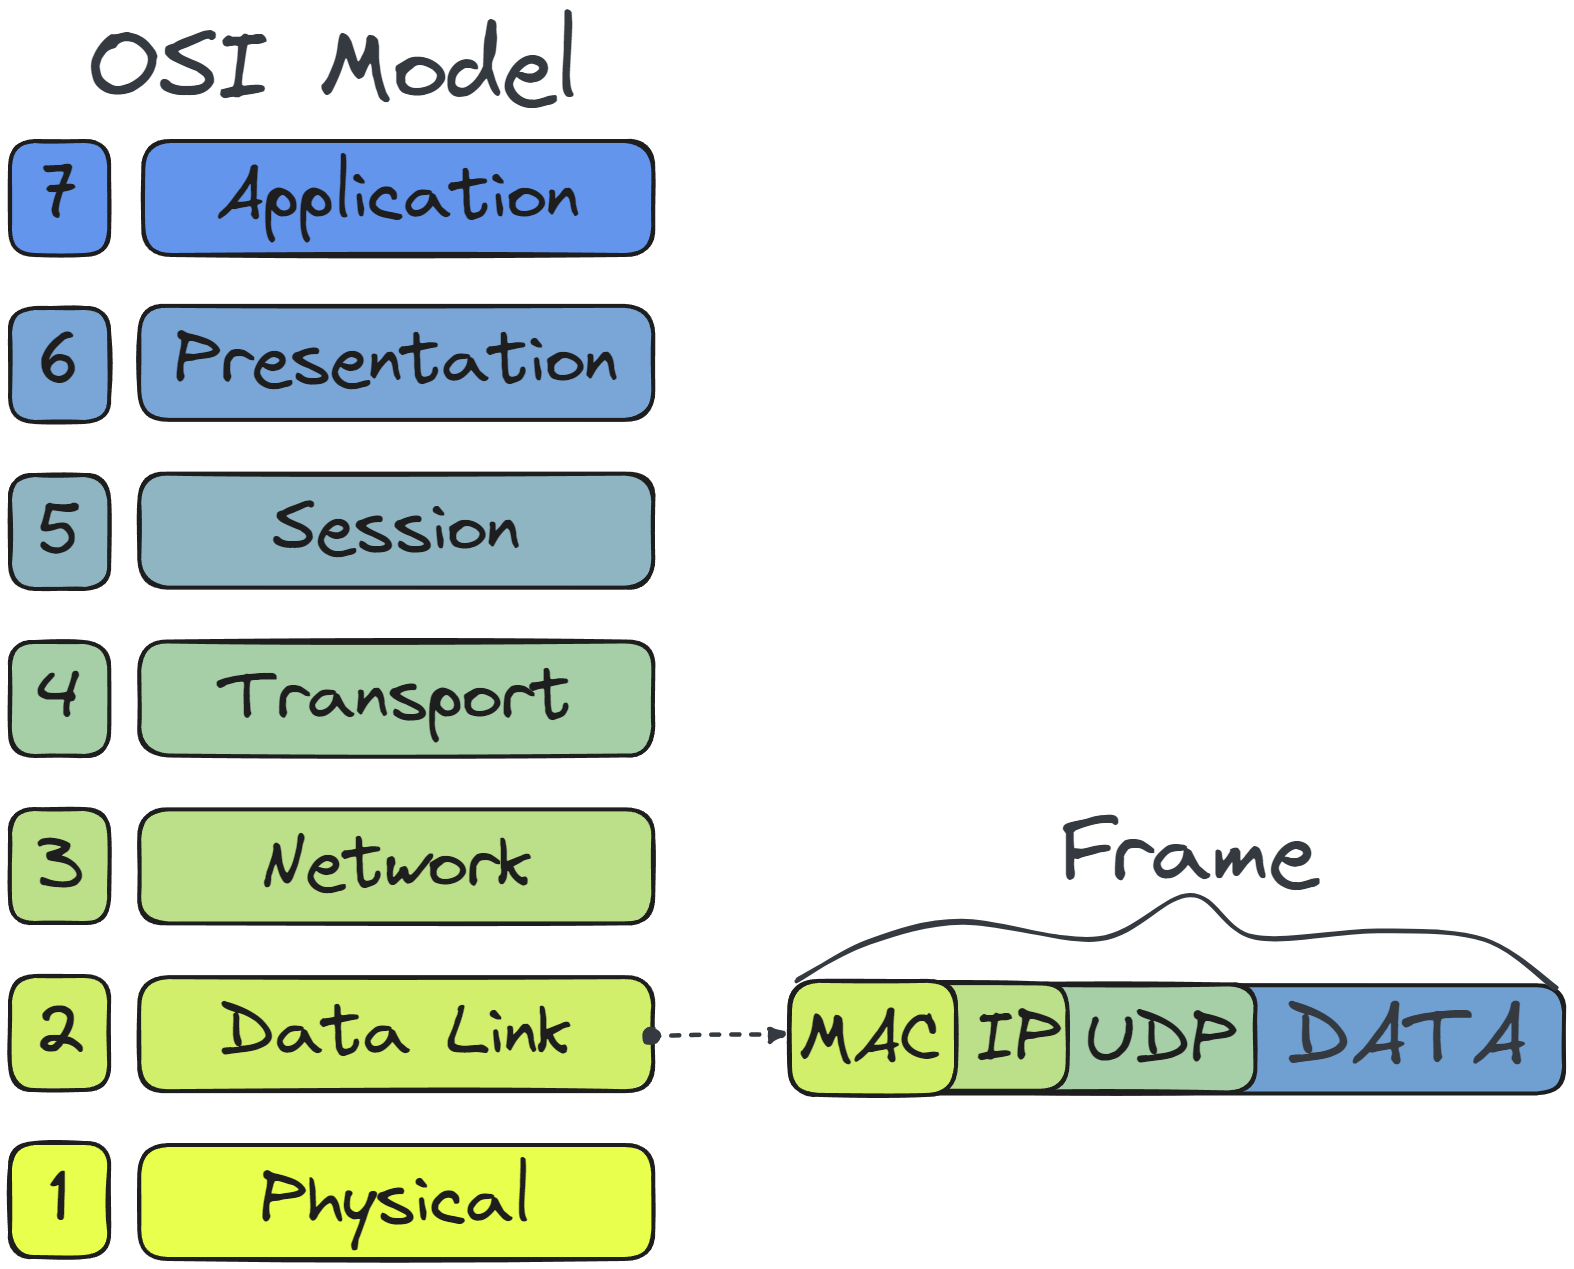 OSI Model
7 Application
6 Presentation
5 Session
4 Transport
3 Network
Frame
2 Data Link MAC IP UDP DATA
1 Physical